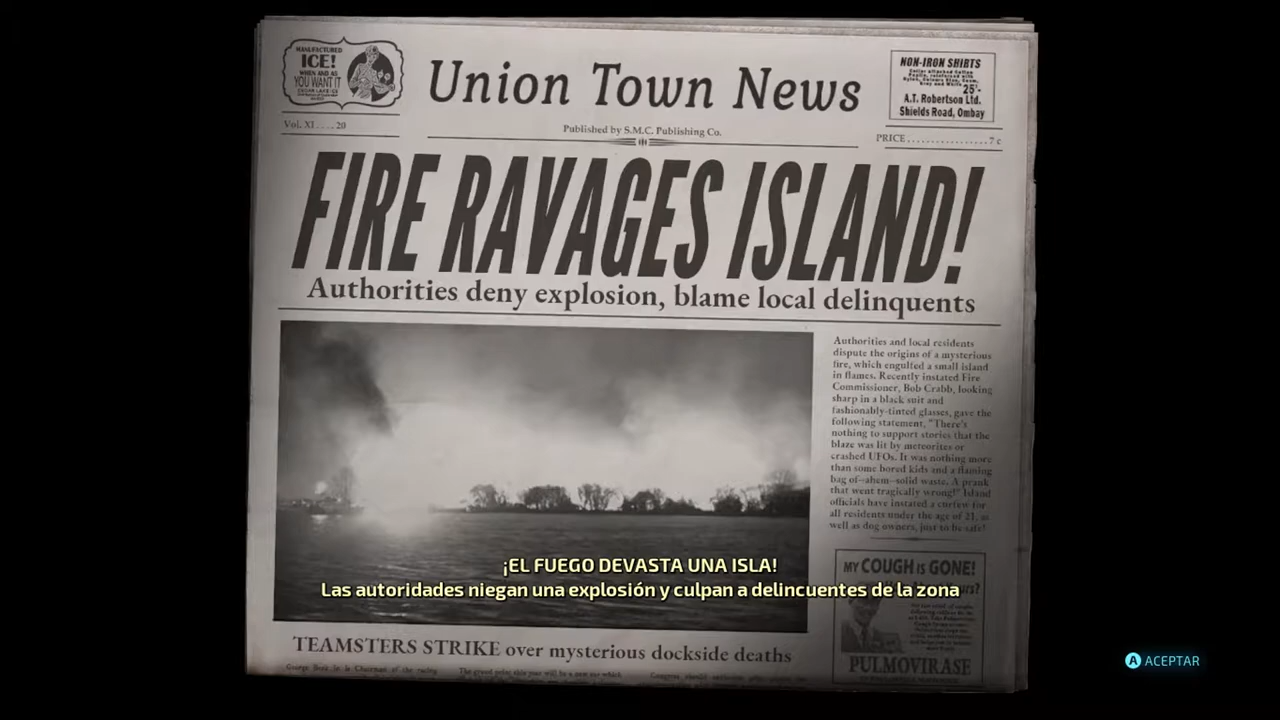 MANUFACTURED
ICE!
WHEN AND AS
YOU WANT IT
Union Town News
NON-IRON SHIRTS
25'-
A.T. Robertson Ltd.
Shields Road, Ombay
Vol. XI .... 20
Published by S.M.C. Publishing Co.
PRICE ................. 7 c
FIRE RAVAGES ISLAND!
Authorities deny explosion, blame local delinquents
Authorities and local residents
dispute the origins of a mysterious
fire, which engulfed a small island
in flames. Recently instated Fire
Commissioner, Bob Crabb, looking
sharp in a black suit and
fashionably-tinted glasses, gave the
following statement, "There's
nothing to support stories that the
blaze was lit by meteorites or
crashed UFOs. It was nothing more
than some bored kids and a flaming
bag of--ahem--solid waste. A prank
that went tragically wrong!" Island
officials have instated a curfew for
all residents under the age of 21, as
well as dog owners, just to be safe!
¡EL FUEGO DEVASTA UNA ISLA!
Las autoridades niegan una explosión y culpan a delincuentes de la zona
MY COUGH IS GONE!
PULMOVIRASE
TEAMSTERS STRIKE over mysterious dockside deaths
A ACEPTAR